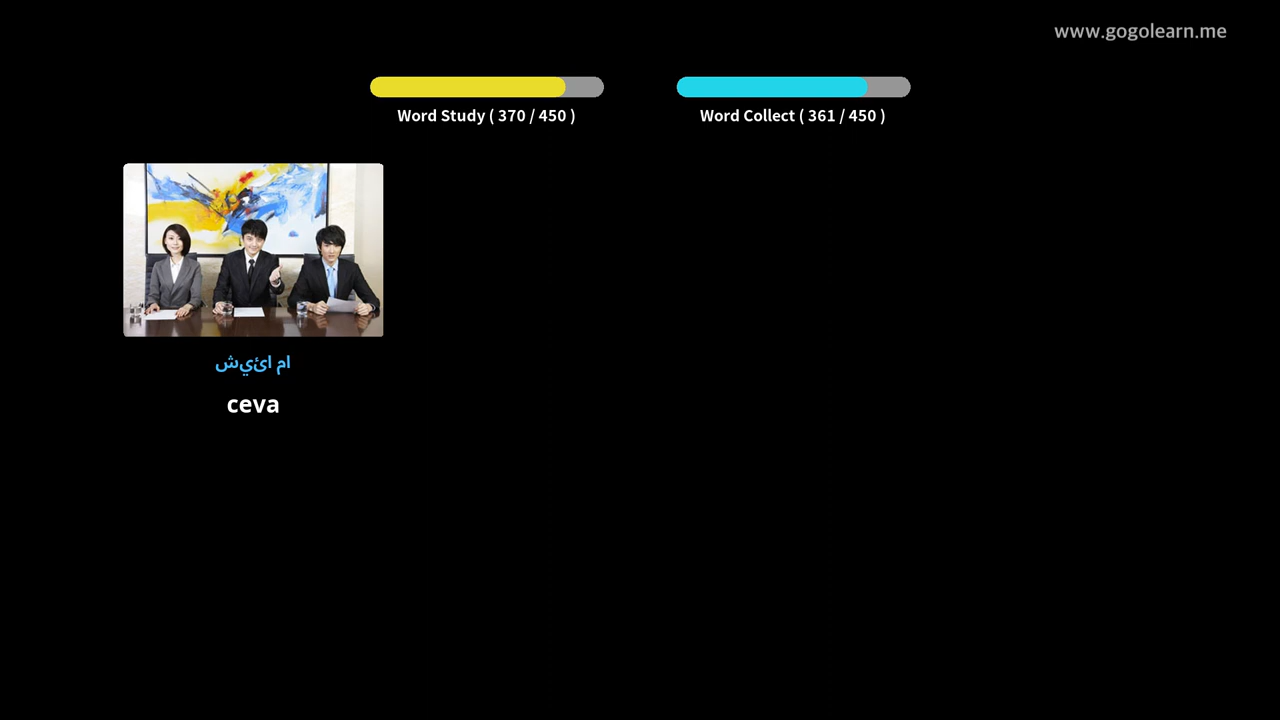 www.gogolearn.me
Word Study ( 370 / 450 )
Word Collect ( 361 / 450 )
ام ائيش
ceva